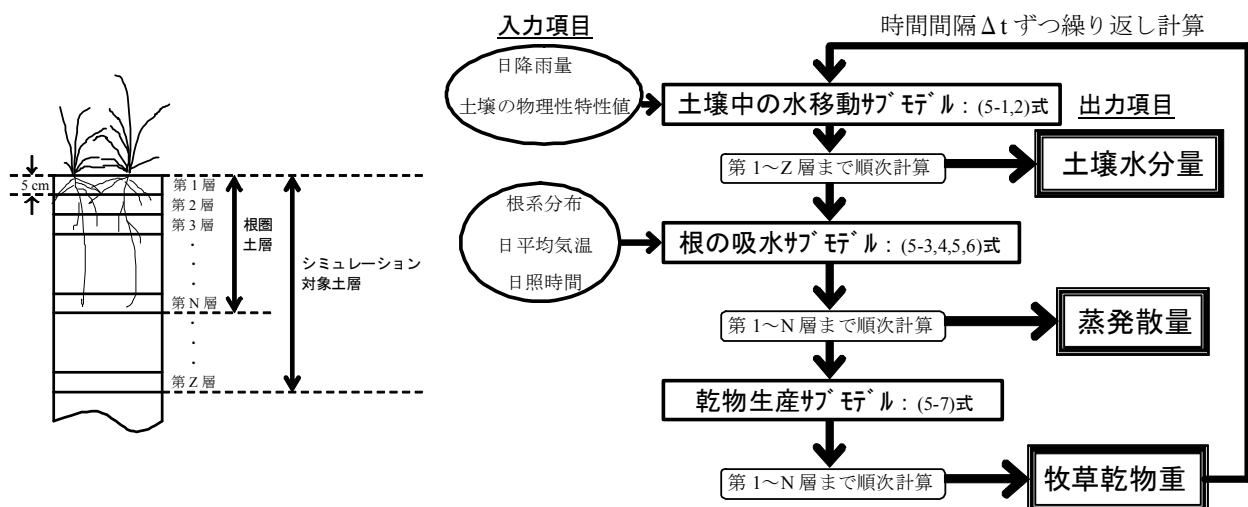 5 cm
第1層
第2層
第3層
・
・
・
第N層
・
・
・
第Z層
根圏
土層
シミュレーション
対象土層
入力項目
日降雨量
土壌の物理性特性値
根系分布
日平均気温
日照時間
時間間隔Δtずつ繰り返し計算
土壌中の水移動ｻﾌﾞﾓﾃﾞﾙ：(5-1,2)式
出力項目
第1～Z層まで順次計算
土壌水分量
根の吸水ｻﾌﾞﾓﾃﾞﾙ：(5-3,4,5,6)式
第1～N層まで順次計算
蒸発散量
乾物生産ｻﾌﾞﾓﾃﾞﾙ：(5-7)式
第1～N層まで順次計算
牧草乾物重